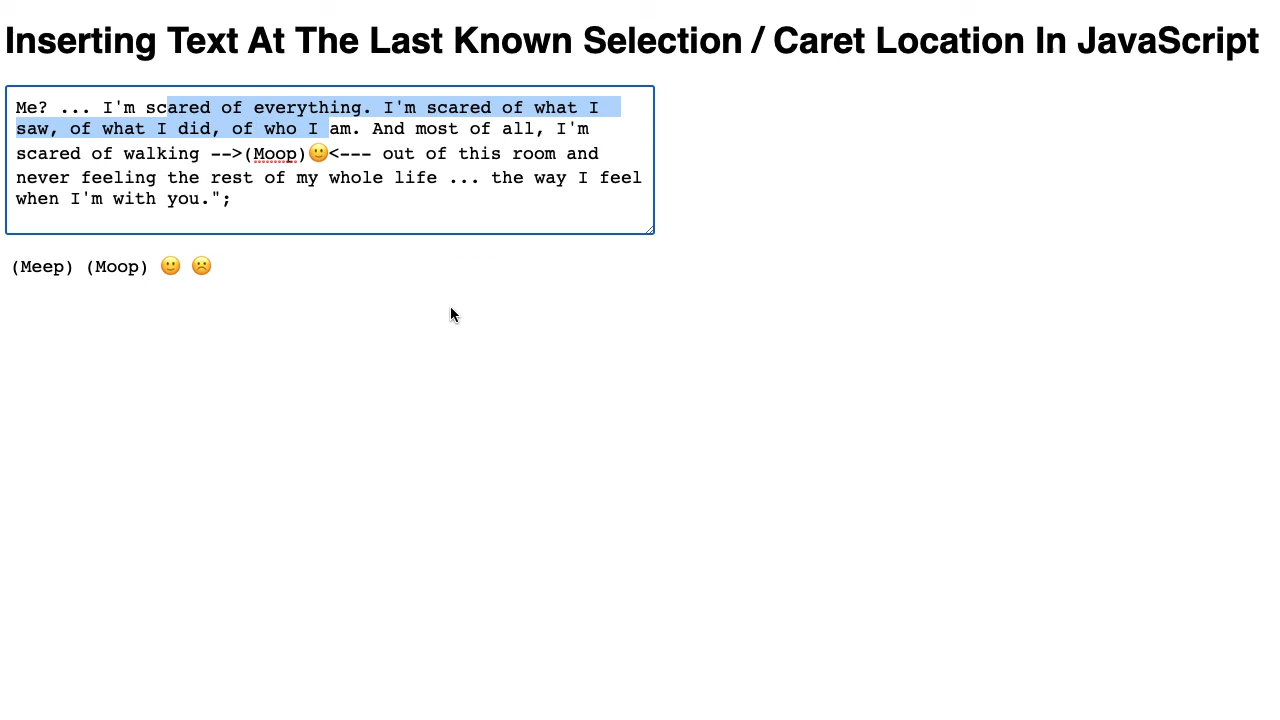 Inserting Text At The Last Known Selection / Caret Location In JavaScript
Me? ... I'm scared of everything. I'm scared of what I
saw, of what I did, of who I am. And most of all, I'm
scared of walking -->(Moop)🙂<--- out of this room and
never feeling the rest of my whole life ... the way I feel
when I'm with you.";
(Meep) (Moop) 🙂 ☹️